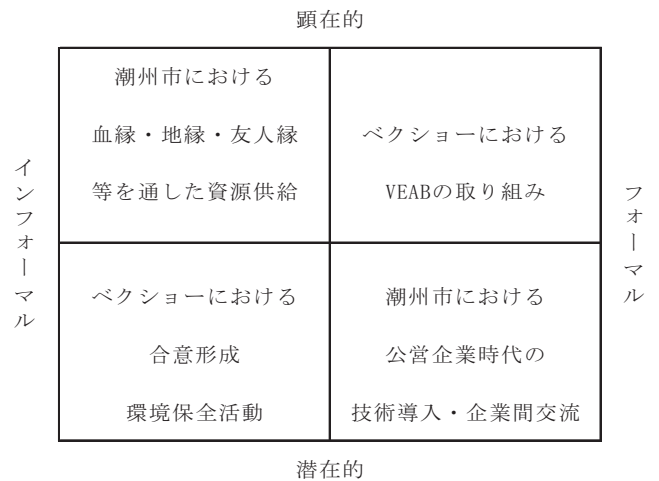 顕在的
潮州市における
血縁・地縁・友人縁
等を通した資源供給
ベクショーにおける
VEABの取り組み
インフォーマル
フォーマル
ベクショーにおける
合意形成
環境保全活動
潮州市における
公営企業時代の
技術導入・企業間交流
潜在的